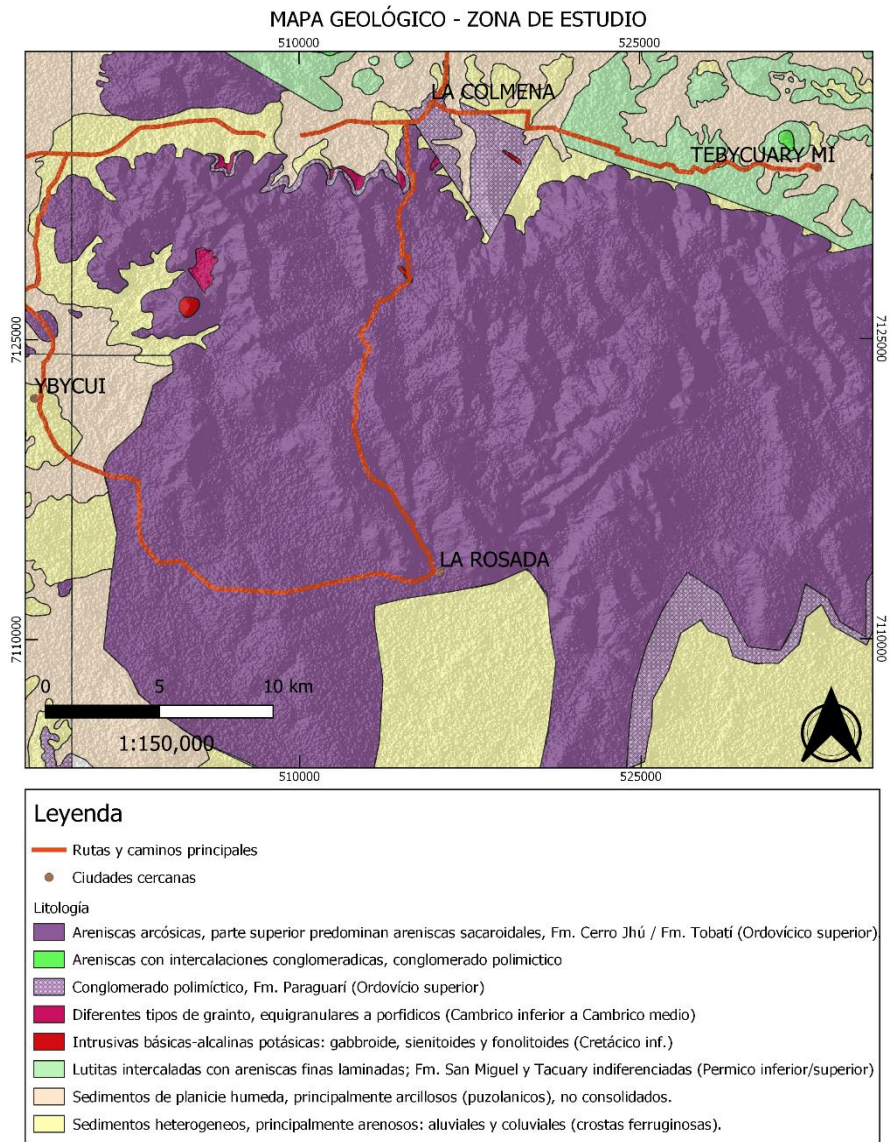 MAPA GEOLÓGICO - ZONA DE ESTUDIO
510000
525000
LA COLMENA
TEBYCUARY MÍ
7125000
7125000
YBYCUI
LA ROSADA
7110000
7110000
0 5 10 km
1:150,000
510000
525000
Leyenda
Rutas y caminos principales
Ciudades cercanas
Litología
Areniscas arcósicas, parte superior predominan areniscas sacaroidales, Fm. Cerro Jhú / Fm. Tobatí (Ordovícico superior).
Areniscas con intercalaciones conglomeradicas, conglomerado polimictico
Conglomerado polimíctico, Fm. Paraguarí (Ordovício superior)
Diferentes tipos de grainto, equigranulares a porfidicos (Cambrico inferior a Cambrico medio)
Intrusivas básicas-alcalinas potásicas: gabbroide, sienitoides y fonolitoides (Cretácico inf.)
Lutitas intercaladas con areniscas finas laminadas; Fm. San Miguel y Tacuary indiferenciadas (Permico inferior/superior)
Sedimentos de planicie humeda, principalmente arcillosos (puzolanicos), no consolidados.
Sedimentos heterogeneos, principalmente arenosos: aluviales y coluviales (crostas ferruginosas).